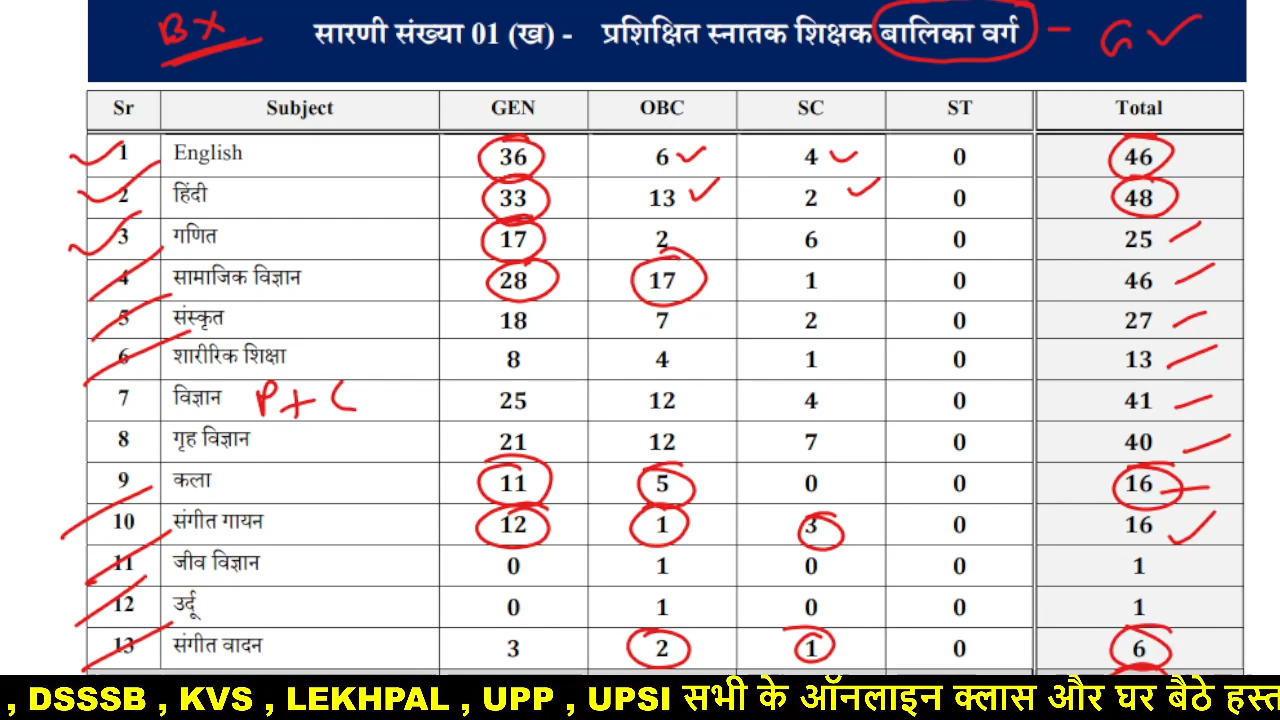 BX सारणी संख्या 01 (ख) - प्रशिक्षित स्नातक शिक्षक बालिका वर्ग - G
Sr Subject GEN OBC SC ST Total
1 English 36 6 4 0 46
2 हिंदी 33 13 2 0 48
3 गणित 17 2 6 0 25
4 सामाजिक विज्ञान 28 17 1 0 46
5 संस्कृत 18 7 2 0 27
6 शारीरिक शिक्षा 8 4 1 0 13
7 विज्ञान P+C 25 12 4 0 41
8 गृह विज्ञान 21 12 7 0 40
9 कला 11 5 0 0 16
10 संगीत गायन 12 1 3 0 16
11 जीव विज्ञान 0 1 0 0 1
12 उर्दू 0 1 0 0 1
13 संगीत वादन 3 2 1 0 6
, DSSSB , KVS , LEKHPAL , UPP , UPSI सभी के ऑनलाइन क्लास और घर बैठे हस्त